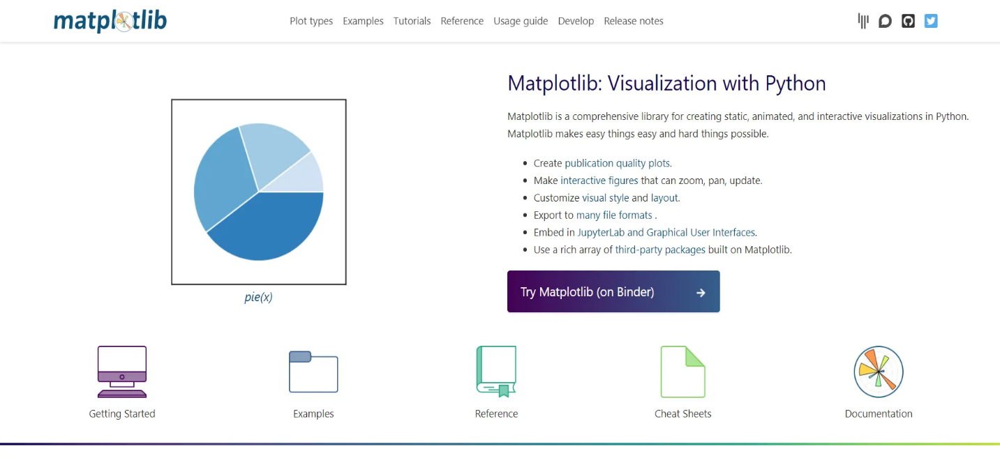 matplotlib
Plot types Examples Tutorials Reference Usage guide Develop Release notes
pie(x)
Matplotlib: Visualization with Python
Matplotlib is a comprehensive library for creating static, animated, and interactive visualizations in Python.
Matplotlib makes easy things easy and hard things possible.
Create publication quality plots.
Make interactive figures that can zoom, pan, update.
Customize visual style and layout.
Export to many file formats .
Embed in JupyterLab and Graphical User Interfaces.
Use a rich array of third-party packages built on Matplotlib.
Try Matplotlib (on Binder)
Getting Started
Examples
Reference
Cheat Sheets
Documentation